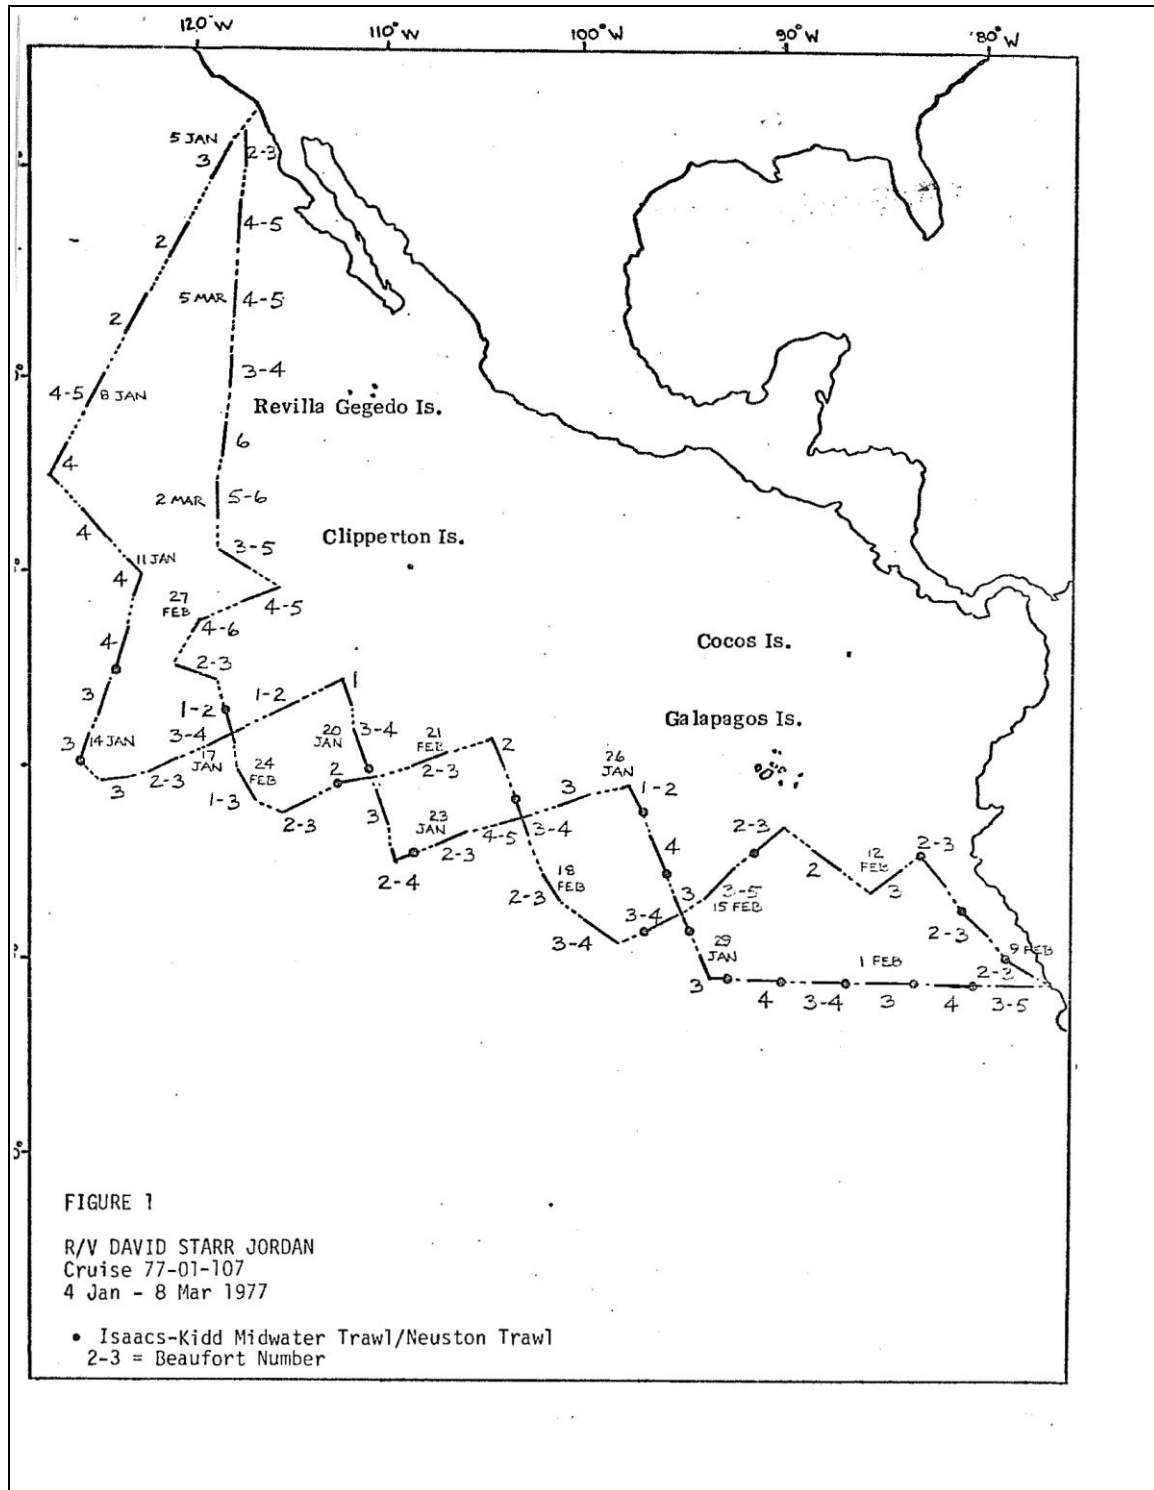 120°W
110°W
100°W
90°W
80°W
5 JAN
3
2-3
2
4-5
5 MAR
4-5
2
3-4
4-5
8 JAN
Revilla Gegedo Is.
6
4
2 MAR
5-6
4
Clipperton Is.
3-5
11 JAN
4
27
FEB
4-5
4-6
4
Cocos Is.
2-3
3
1-2
1-2
1
Galapagos Is.
3-4
3-4
20
JAN
21
FEB
2
3
14 JAN
17
JAN
24
FEB
2-3
2
2-3
26
JAN
3
1-2
3
1-3
2-3
3
23
JAN
2-3
4-5
3-4
2-3
2-4
4
2-3
12
FEB
2
3
18
FEB
2-3
3
3-5
15 FEB
3-4
3-4
2-3
29
JAN
1 FEB
9 FEB
2-3
3
4
3-4
3
4
3-5
FIGURE 1
R/V DAVID STARR JORDAN
Cruise 77-01-107
4 Jan - 8 Mar 1977
• Isaacs-Kidd Midwater Trawl/Neuston Trawl
2-3 = Beaufort Number